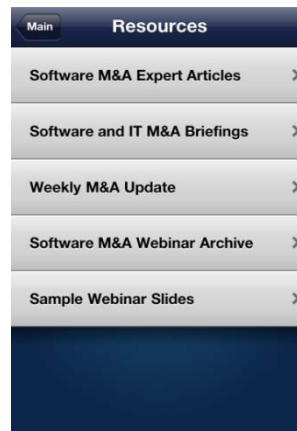 Main
Resources
Software M&A Expert Articles
Software and IT M&A Briefings
Weekly M&A Update
Software M&A Webinar Archive
Sample Webinar Slides